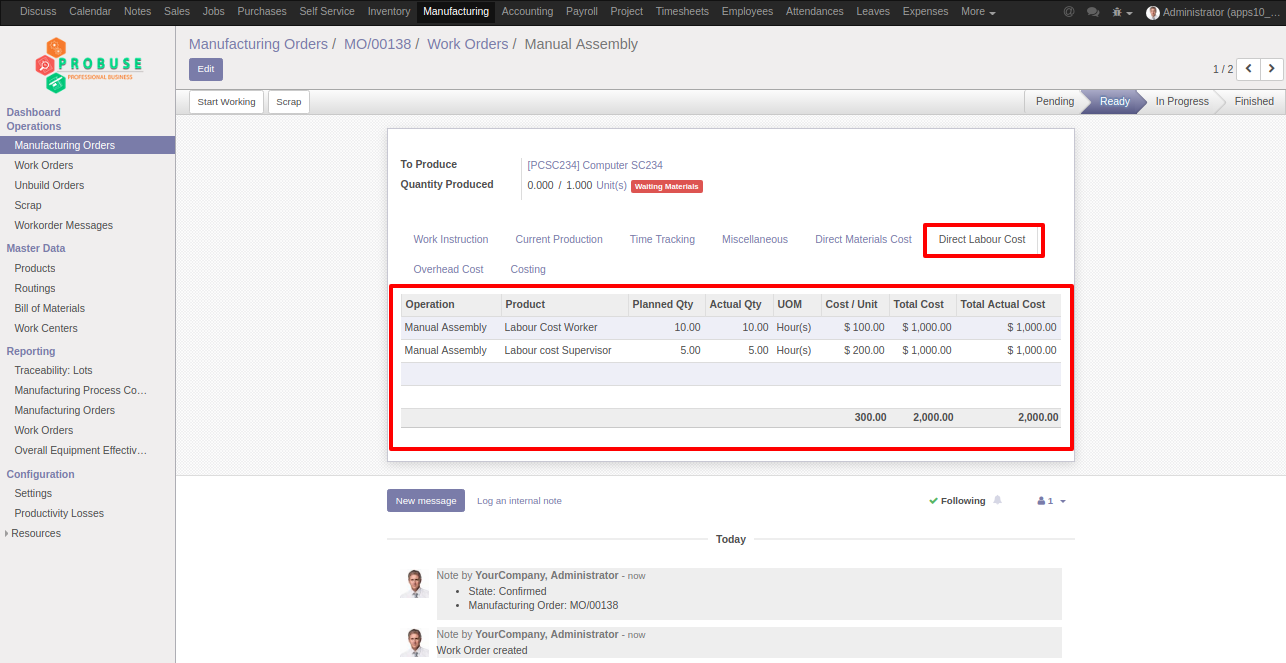 Discuss Calendar Notes Sales Jobs Purchases Self Service Inventory Manufacturing Accounting Payroll Project Timesheets Employees Attendances Leaves Expenses More @ Administrator (apps10_...
PROBUSE
PROFESSIONAL BUSINESS
Manufacturing Orders / MO/00138 / Work Orders / Manual Assembly
Edit
1 / 2
Start Working Scrap Pending Ready In Progress Finished
Dashboard
Operations
Manufacturing Orders
Work Orders
Unbuild Orders
Scrap
Workorder Messages
Master Data
Products
Routings
Bill of Materials
Work Centers
Reporting
Traceability: Lots
Manufacturing Process Co...
Manufacturing Orders
Work Orders
Overall Equipment Effectiv...
Configuration
Settings
Productivity Losses
Resources
To Produce [PCSC234] Computer SC234
Quantity Produced 0.000 / 1.000 Unit(s) Waiting Materials
Work Instruction Current Production Time Tracking Miscellaneous Direct Materials Cost Direct Labour Cost
Overhead Cost Costing
Operation Product Planned Qty Actual Qty UOM Cost / Unit Total Cost Total Actual Cost
Manual Assembly Labour Cost Worker 10.00 10.00 Hour(s) $ 100.00 $ 1,000.00 $ 1,000.00
Manual Assembly Labour cost Supervisor 5.00 5.00 Hour(s) $ 200.00 $ 1,000.00 $ 1,000.00
300.00 2,000.00 2,000.00
New message Log an internal note Following 1
Today
Note by YourCompany, Administrator - now
• State: Confirmed
• Manufacturing Order: MO/00138
Note by YourCompany, Administrator - now
Work Order created